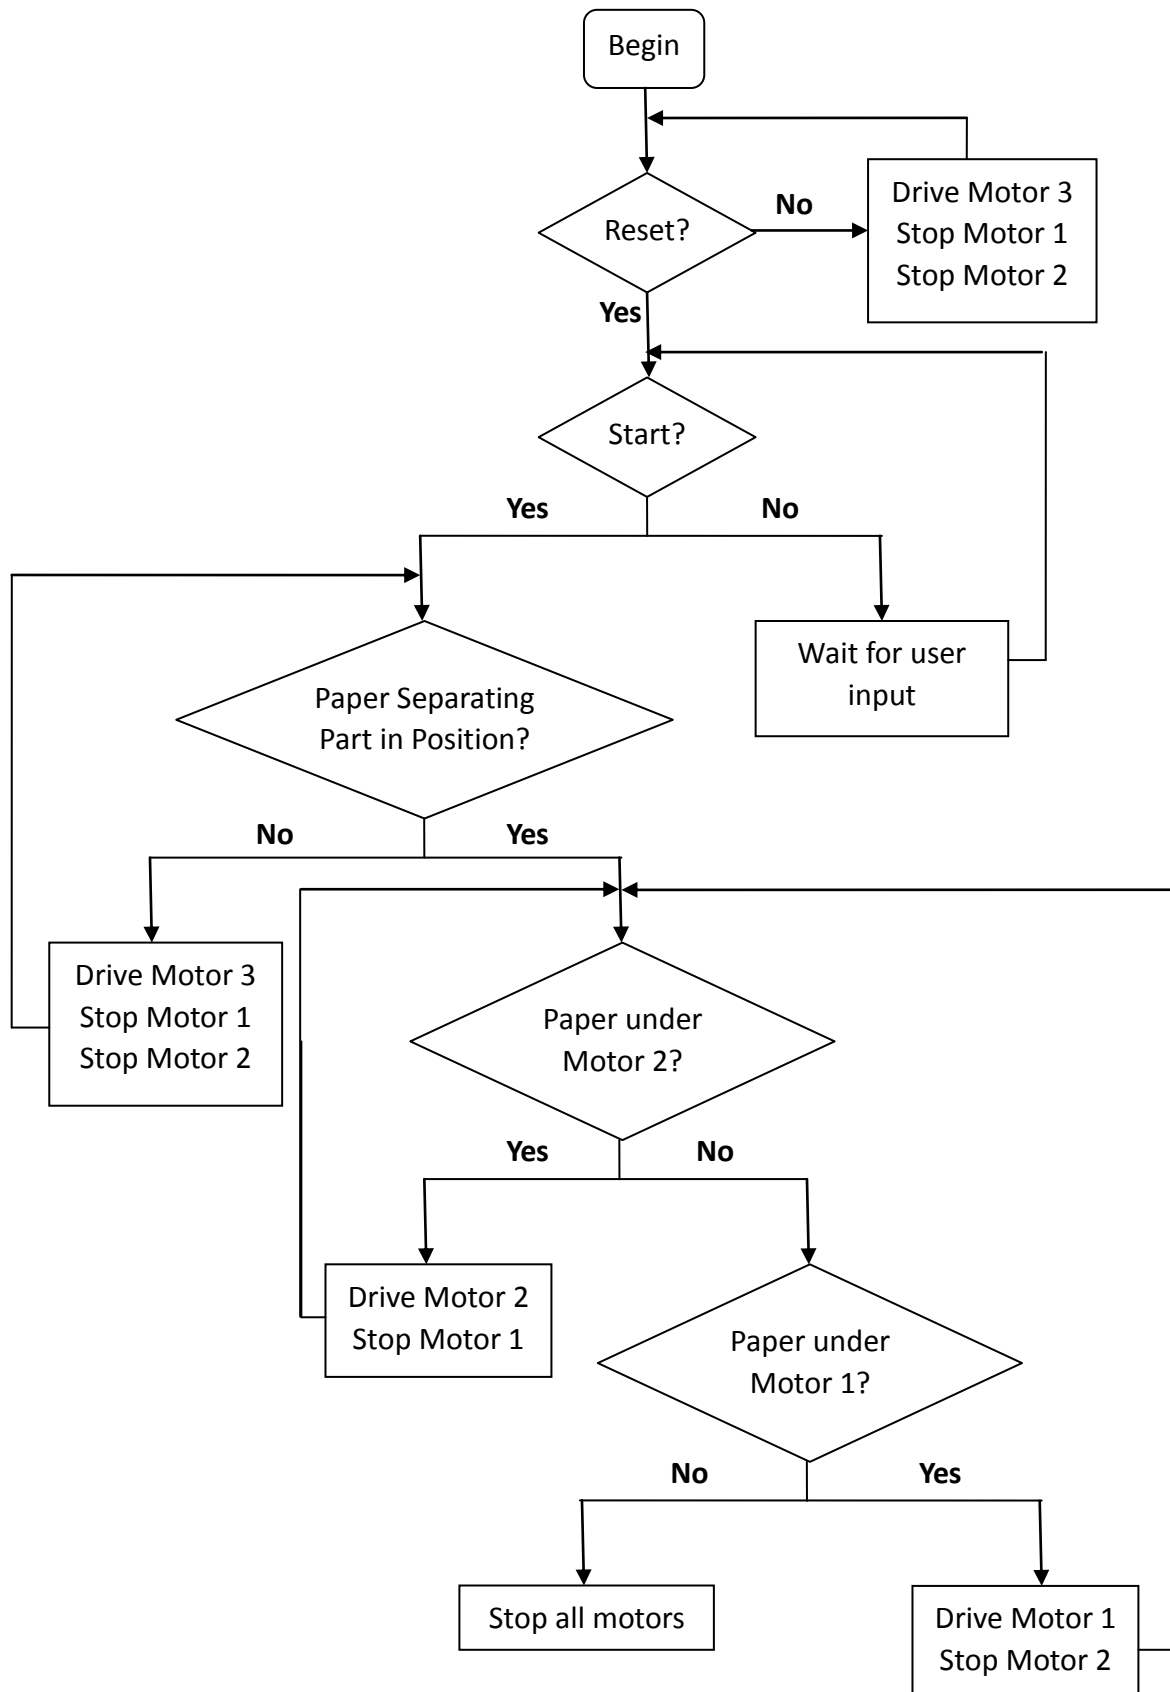 Begin
Reset?
No
Drive Motor 3
Stop Motor 1
Stop Motor 2
Yes
Start?
Yes
No
Wait for user
input
Paper Separating
Part in Position?
No
Yes
Drive Motor 3
Stop Motor 1
Stop Motor 2
Paper under
Motor 2?
Yes
No
Drive Motor 2
Stop Motor 1
Paper under
Motor 1?
No
Yes
Stop all motors
Drive Motor 1
Stop Motor 2